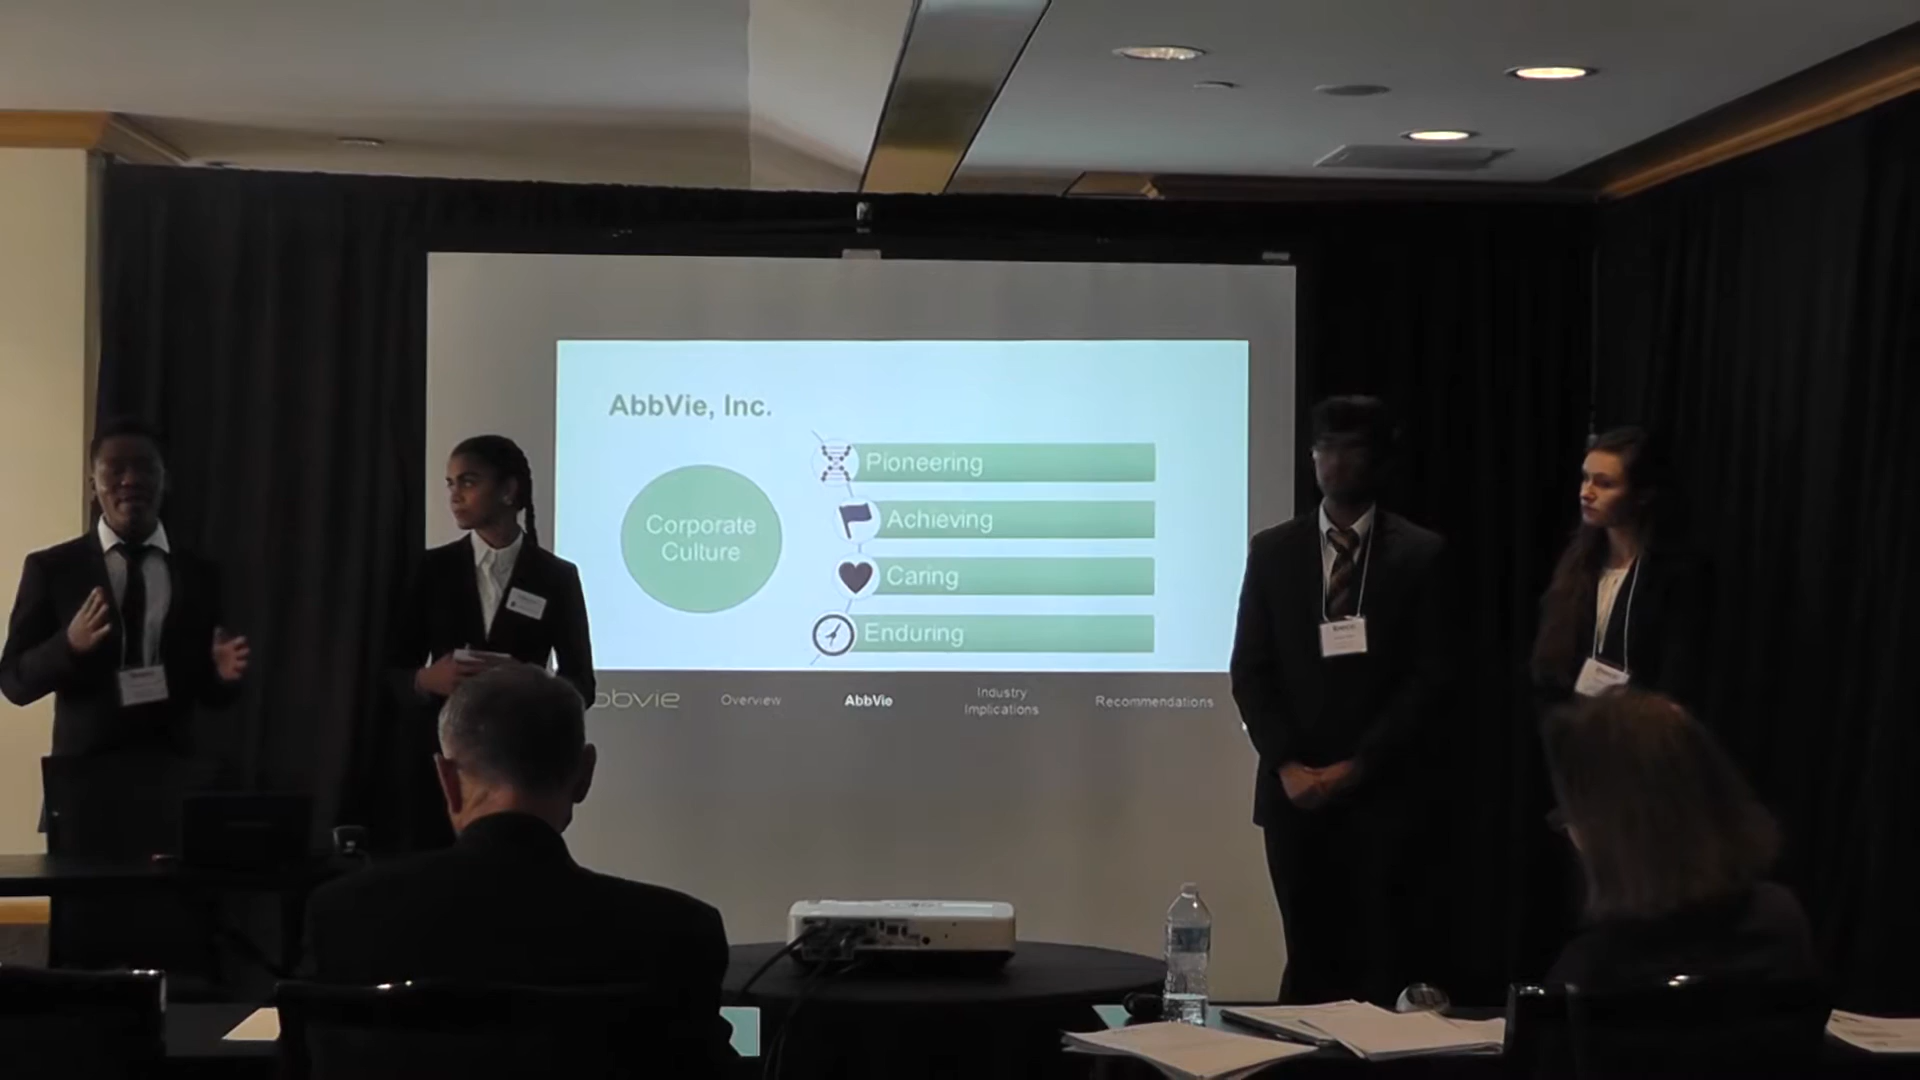 AbbVie, Inc.
Corporate
Culture
Pioneering
Achieving
Caring
Enduring
bbvie
Overview
AbbVie
Industry
Implications
Recommendations